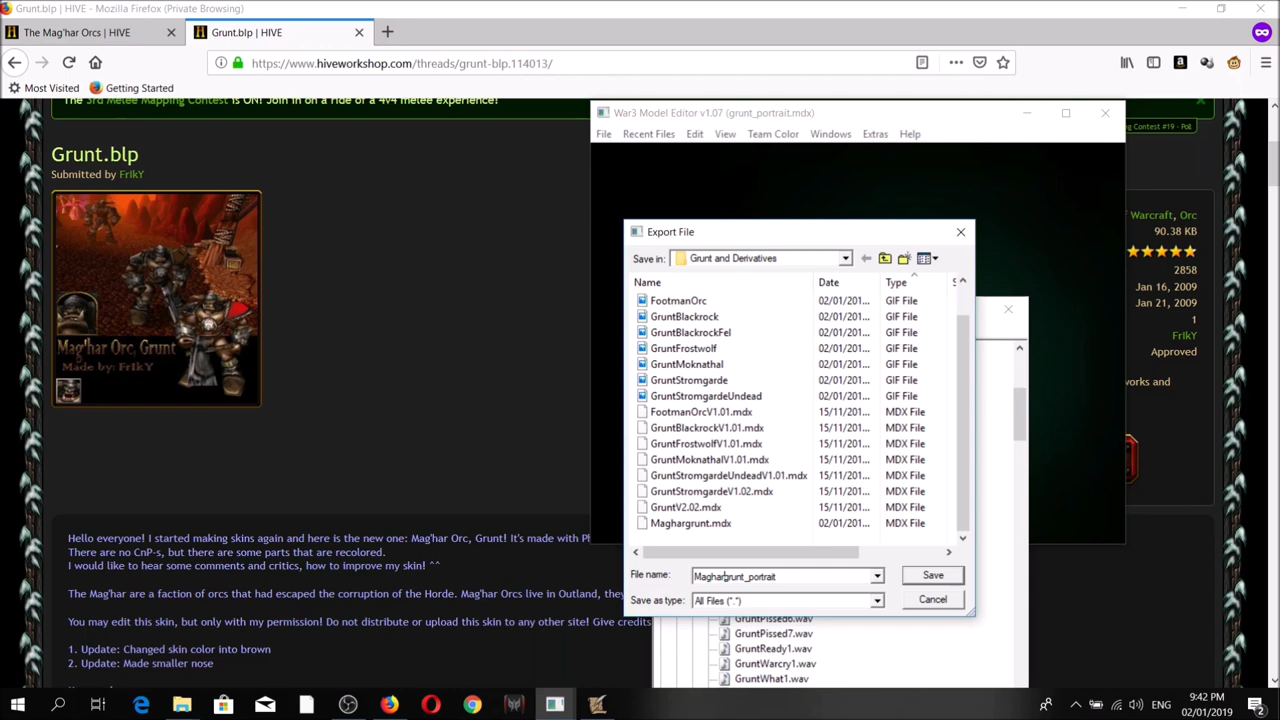 Grunt.blp | HIVE - Mozilla Firefox (Private Browsing)
The Mag'har Orcs | HIVE
Grunt.blp | HIVE
https://www.hiveworkshop.com/threads/grunt-blp.114013/
Most Visited
Getting Started
The 3rd Melee Mapping Contest is ON! Join in on a ride of a 4v4 melee experience!
Contest #19 - Poll
Grunt.blp
Submitted by FrIkY
Mag'har Orc, Grunt
Made by: FrIkY
War3 Model Editor v1.07 (grunt_portrait.mdx)
File
Recent Files
Edit
View
Team Color
Windows
Extras
Help
Export File
Save in:
Grunt and Derivatives
Name
Date
Type
S
FootmanOrc
02/01/201...
GIF File
GruntBlackrock
02/01/201...
GIF File
GruntBlackrockFel
02/01/201...
GIF File
GruntFrostwolf
02/01/201...
GIF File
GruntMoknathal
02/01/201...
GIF File
GruntStromgarde
02/01/201...
GIF File
GruntStromgardeUndead
02/01/201...
GIF File
FootmanOrcV1.01.mdx
15/11/201...
MDX File
GruntBlackrockV1.01.mdx
15/11/201...
MDX File
GruntFrostwolfV1.01.mdx
15/11/201...
MDX File
GruntMoknathalV1.01.mdx
15/11/201...
MDX File
GruntStromgardeUndeadV1.01.mdx
15/11/201...
MDX File
GruntStromgardeV1.02.mdx
15/11/201...
MDX File
GruntV2.02.mdx
15/11/201...
MDX File
Maghargrunt.mdx
02/01/201...
MDX File
File name:
Maghargrunt_portrait
Save
Save as type:
All Files (*.*)
Cancel
of Warcraft, Orc
90.38 KB
2858
Jan 16, 2009
Jan 21, 2009
1
FrIkY
Approved
works and
Hello everyone! I started making skins again and here is the new one: Mag'har Orc, Grunt! It's made with
There are no CnP-s, but there are some parts that are recolored.
I would like to hear some comments and critics, how to improve my skin! ^^
The Mag'har are a faction of orcs that had escaped the corruption of the Horde. Mag'har Orcs live in Outland, they
You may edit this skin, but only with my permission! Do not distribute or upload this skin to any other site! Give credits
1. Update: Changed skin color into brown
2. Update: Made smaller nose
GruntPissed6.wav
GruntPissed7.wav
GruntReady1.wav
GruntWarcry1.wav
GruntWhat1.wav
ENG
9:42 PM
02/01/2019
2